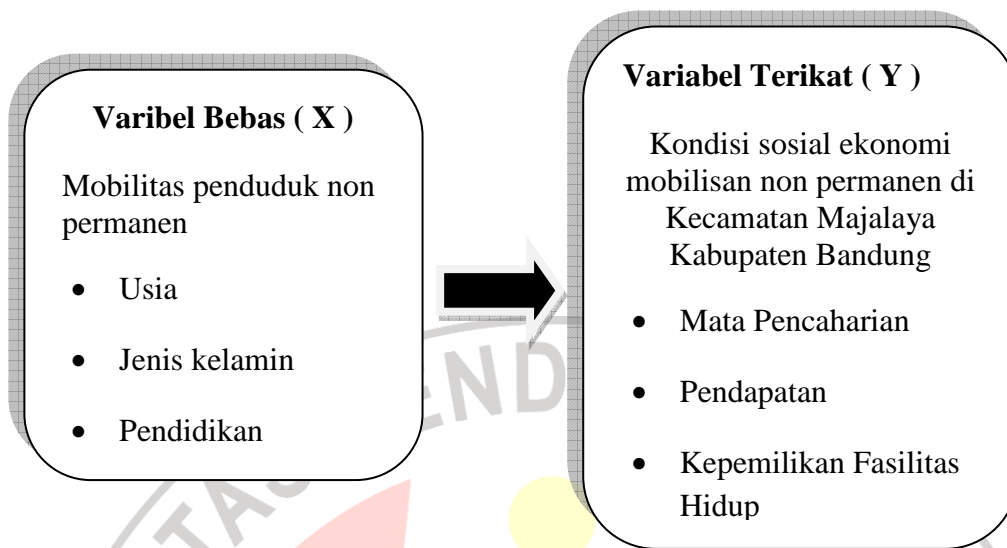 Varibel Bebas ( X )
Mobilitas penduduk non
permanen
• Usia
• Jenis kelamin
• Pendidikan
Variabel Terikat ( Y )
Kondisi sosial ekonomi
mobilisan non permanen di
Kecamatan Majalaya
Kabupaten Bandung
• Mata Pencaharian
• Pendapatan
• Kepemilikan Fasilitas
Hidup